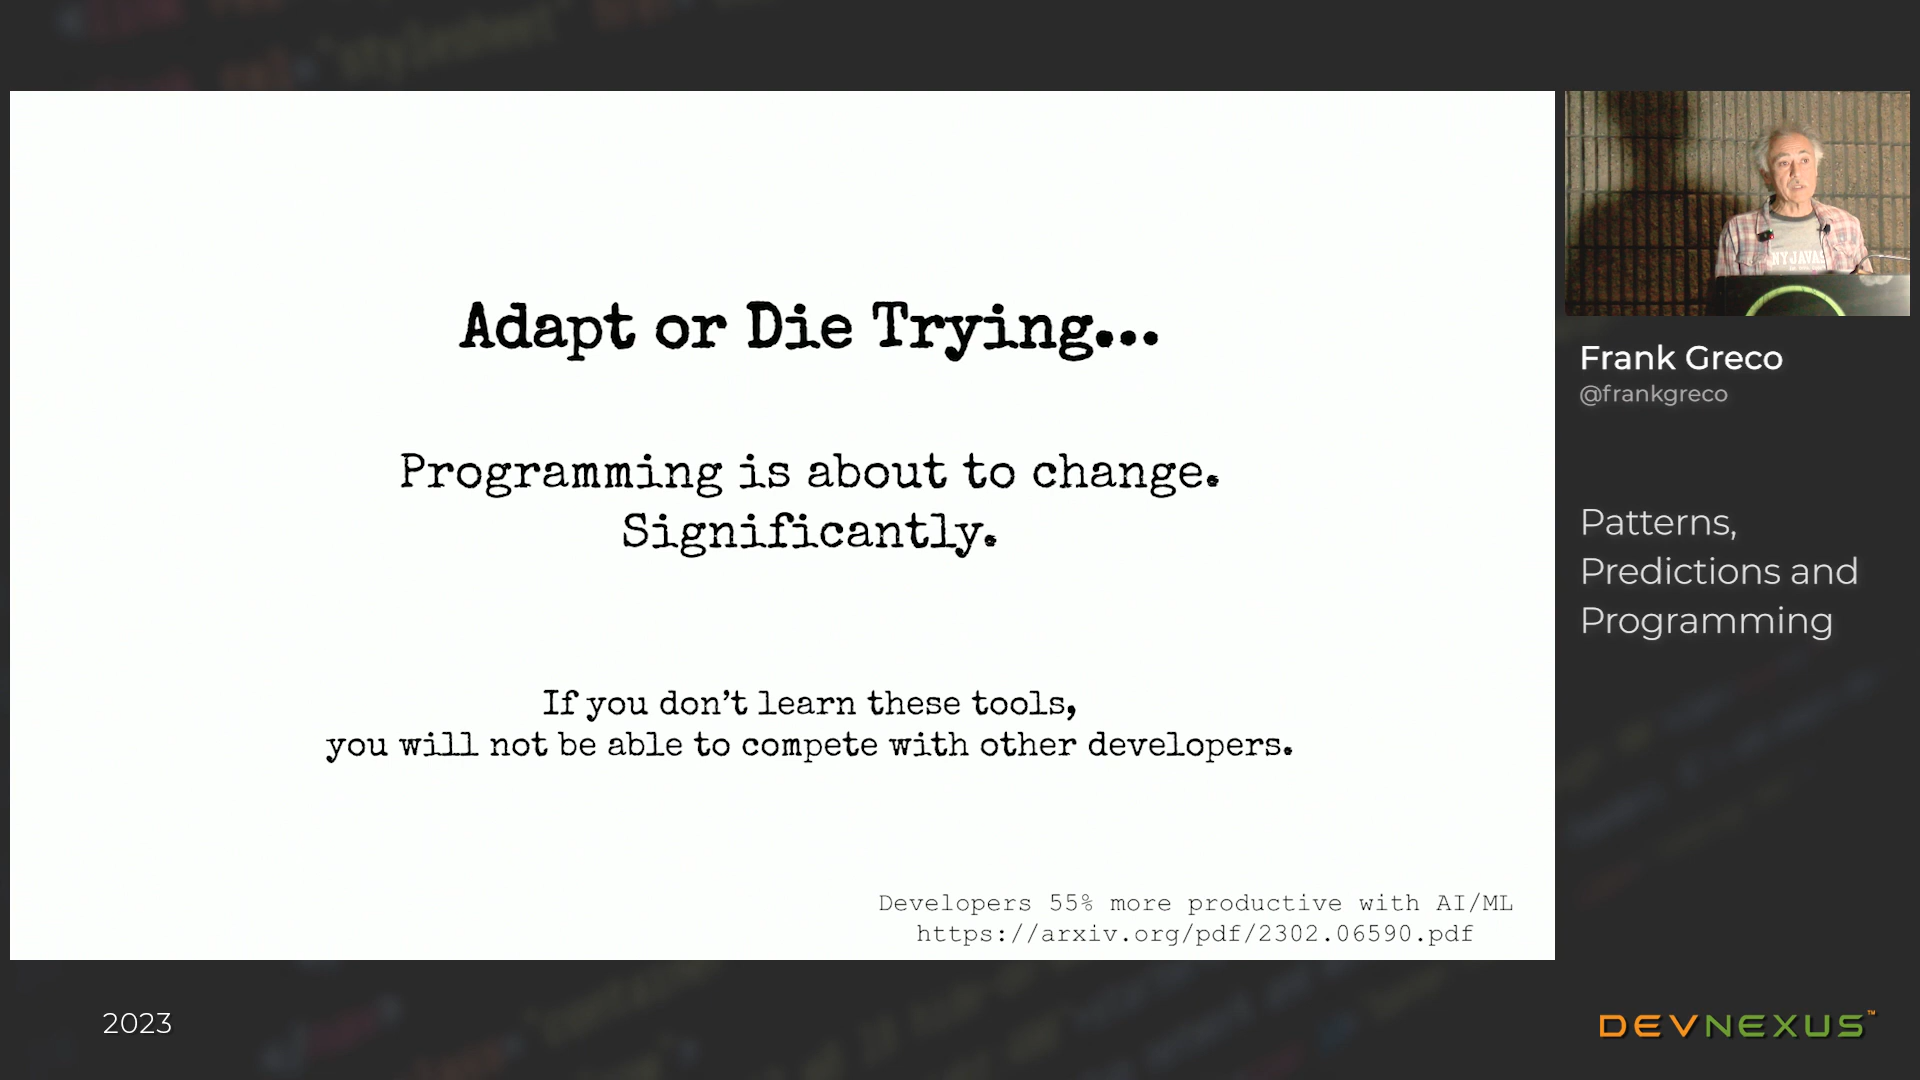 Adapt or Die Trying...
Programming is about to change.
Significantly.
If you don't learn these tools,
you will not be able to compete with other developers.
Developers 55% more productive with AI/ML
https://arxiv.org/pdf/2302.06590.pdf
Frank Greco
@frankgreco
Patterns,
Predictions and
Programming
2023
DEVNEXUS™